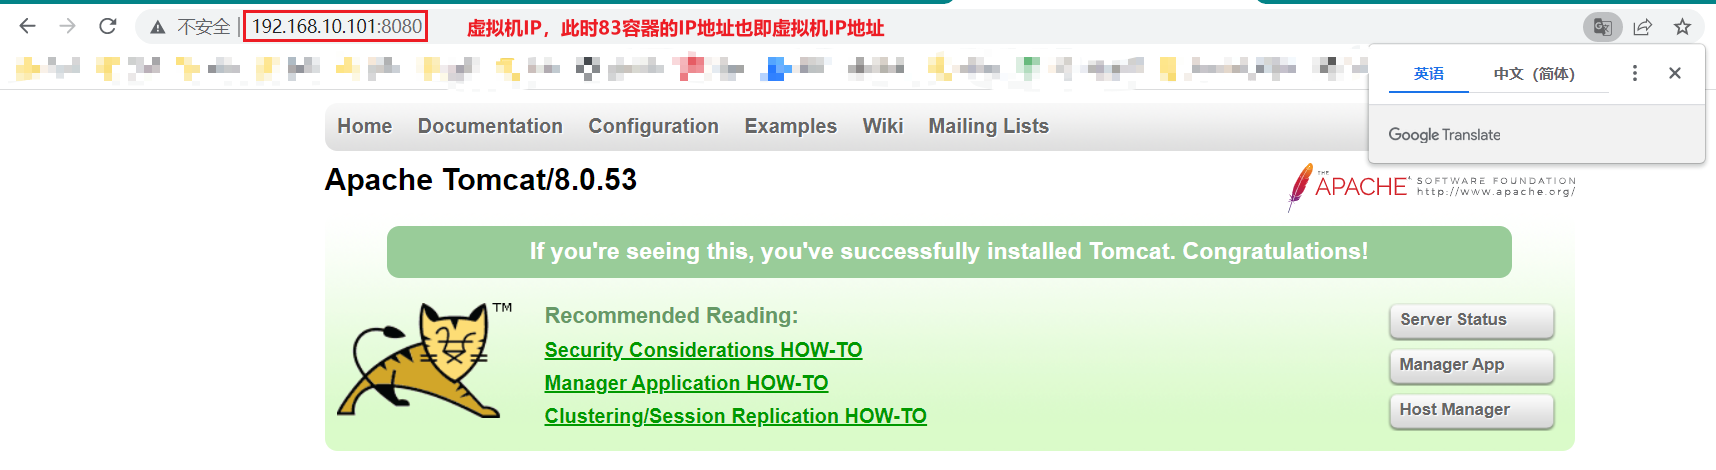 不安全 | 192.168.10.101:8080 虚拟机IP，此时83容器的IP地址也即虚拟机IP地址
英语 中文（简体）
Google Translate
Home Documentation Configuration Examples Wiki Mailing Lists
Apache Tomcat/8.0.53
THE APACHE SOFTWARE FOUNDATION
http://www.apache.org/
If you're seeing this, you've successfully installed Tomcat. Congratulations!
TM
Recommended Reading:
Security Considerations HOW-TO
Manager Application HOW-TO
Clustering/Session Replication HOW-TO
Server Status
Manager App
Host Manager